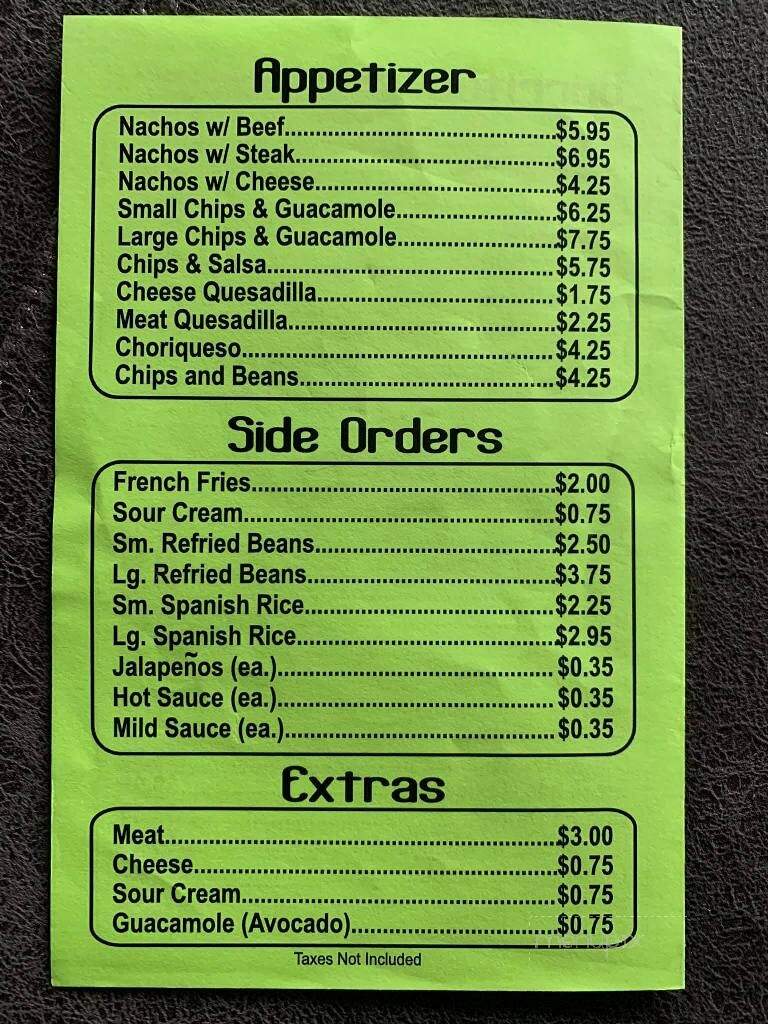 Appetizer
Nachos w/ Beef..........................................$5.95
Nachos w/ Steak.........................................$6.95
Nachos w/ Cheese......................................$4.25
Small Chips & Guacamole.........................$6.25
Large Chips & Guacamole.........................$7.75
Chips & Salsa.............................................$5.75
Cheese Quesadilla.....................................$1.75
Meat Quesadilla..........................................$2.25
Choriqueso.................................................$4.25
Chips and Beans........................................$4.25
Side Orders
French Fries................................................$2.00
Sour Cream.................................................$0.75
Sm. Refried Beans......................................$2.50
Lg. Refried Beans.......................................$3.75
Sm. Spanish Rice........................................$2.25
Lg. Spanish Rice.........................................$2.95
Jalapeños (ea.)........................................... $0.35
Hot Sauce (ea.)........................................... $0.35
Mild Sauce (ea.).......................................... $0.35
Extras
Meat..............................................................$3.00
Cheese.........................................................$0.75
Sour Cream.................................................$0.75
Guacamole (Avocado)................................$0.75
Taxes Not Included